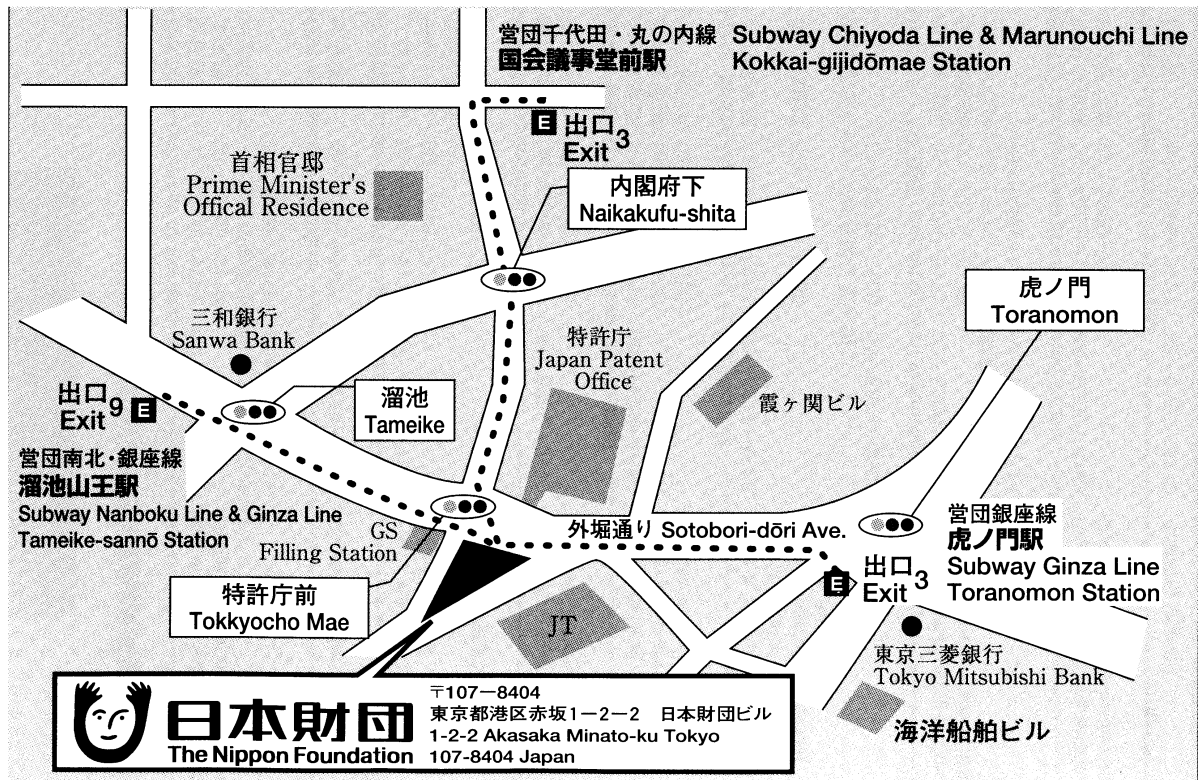 営団千代田・丸の内線 Subway Chiyoda Line & Marunouchi Line
国会議事堂前駅 Kokkai-gijidōmae Station
E 出口 3
Exit
首相官邸
Prime Minister's
Offical Residence
内閣府下
Naikakufu-shita
虎ノ門
Toranomon
三和銀行
Sanwa Bank
特許庁
Japan Patent
Office
霞ヶ関ビル
出口 9 E
Exit
溜池
Tameike
営団南北・銀座線
溜池山王駅
Subway Nanboku Line & Ginza Line
Tameike-sannō Station
GS
Filling Station
外堀通り Sotobori-dōri Ave.
営団銀座線
虎ノ門駅
Subway Ginza Line
Toranomon Station
E 出口 3
Exit
特許庁前
Tokkyocho Mae
JT
東京三菱銀行
Tokyo Mitsubishi Bank
海洋船舶ビル
日本財団
The Nippon Foundation
〒107-8404
東京都港区赤坂1-2-2 日本財団ビル
1-2-2 Akasaka Minato-ku Tokyo
107-8404 Japan